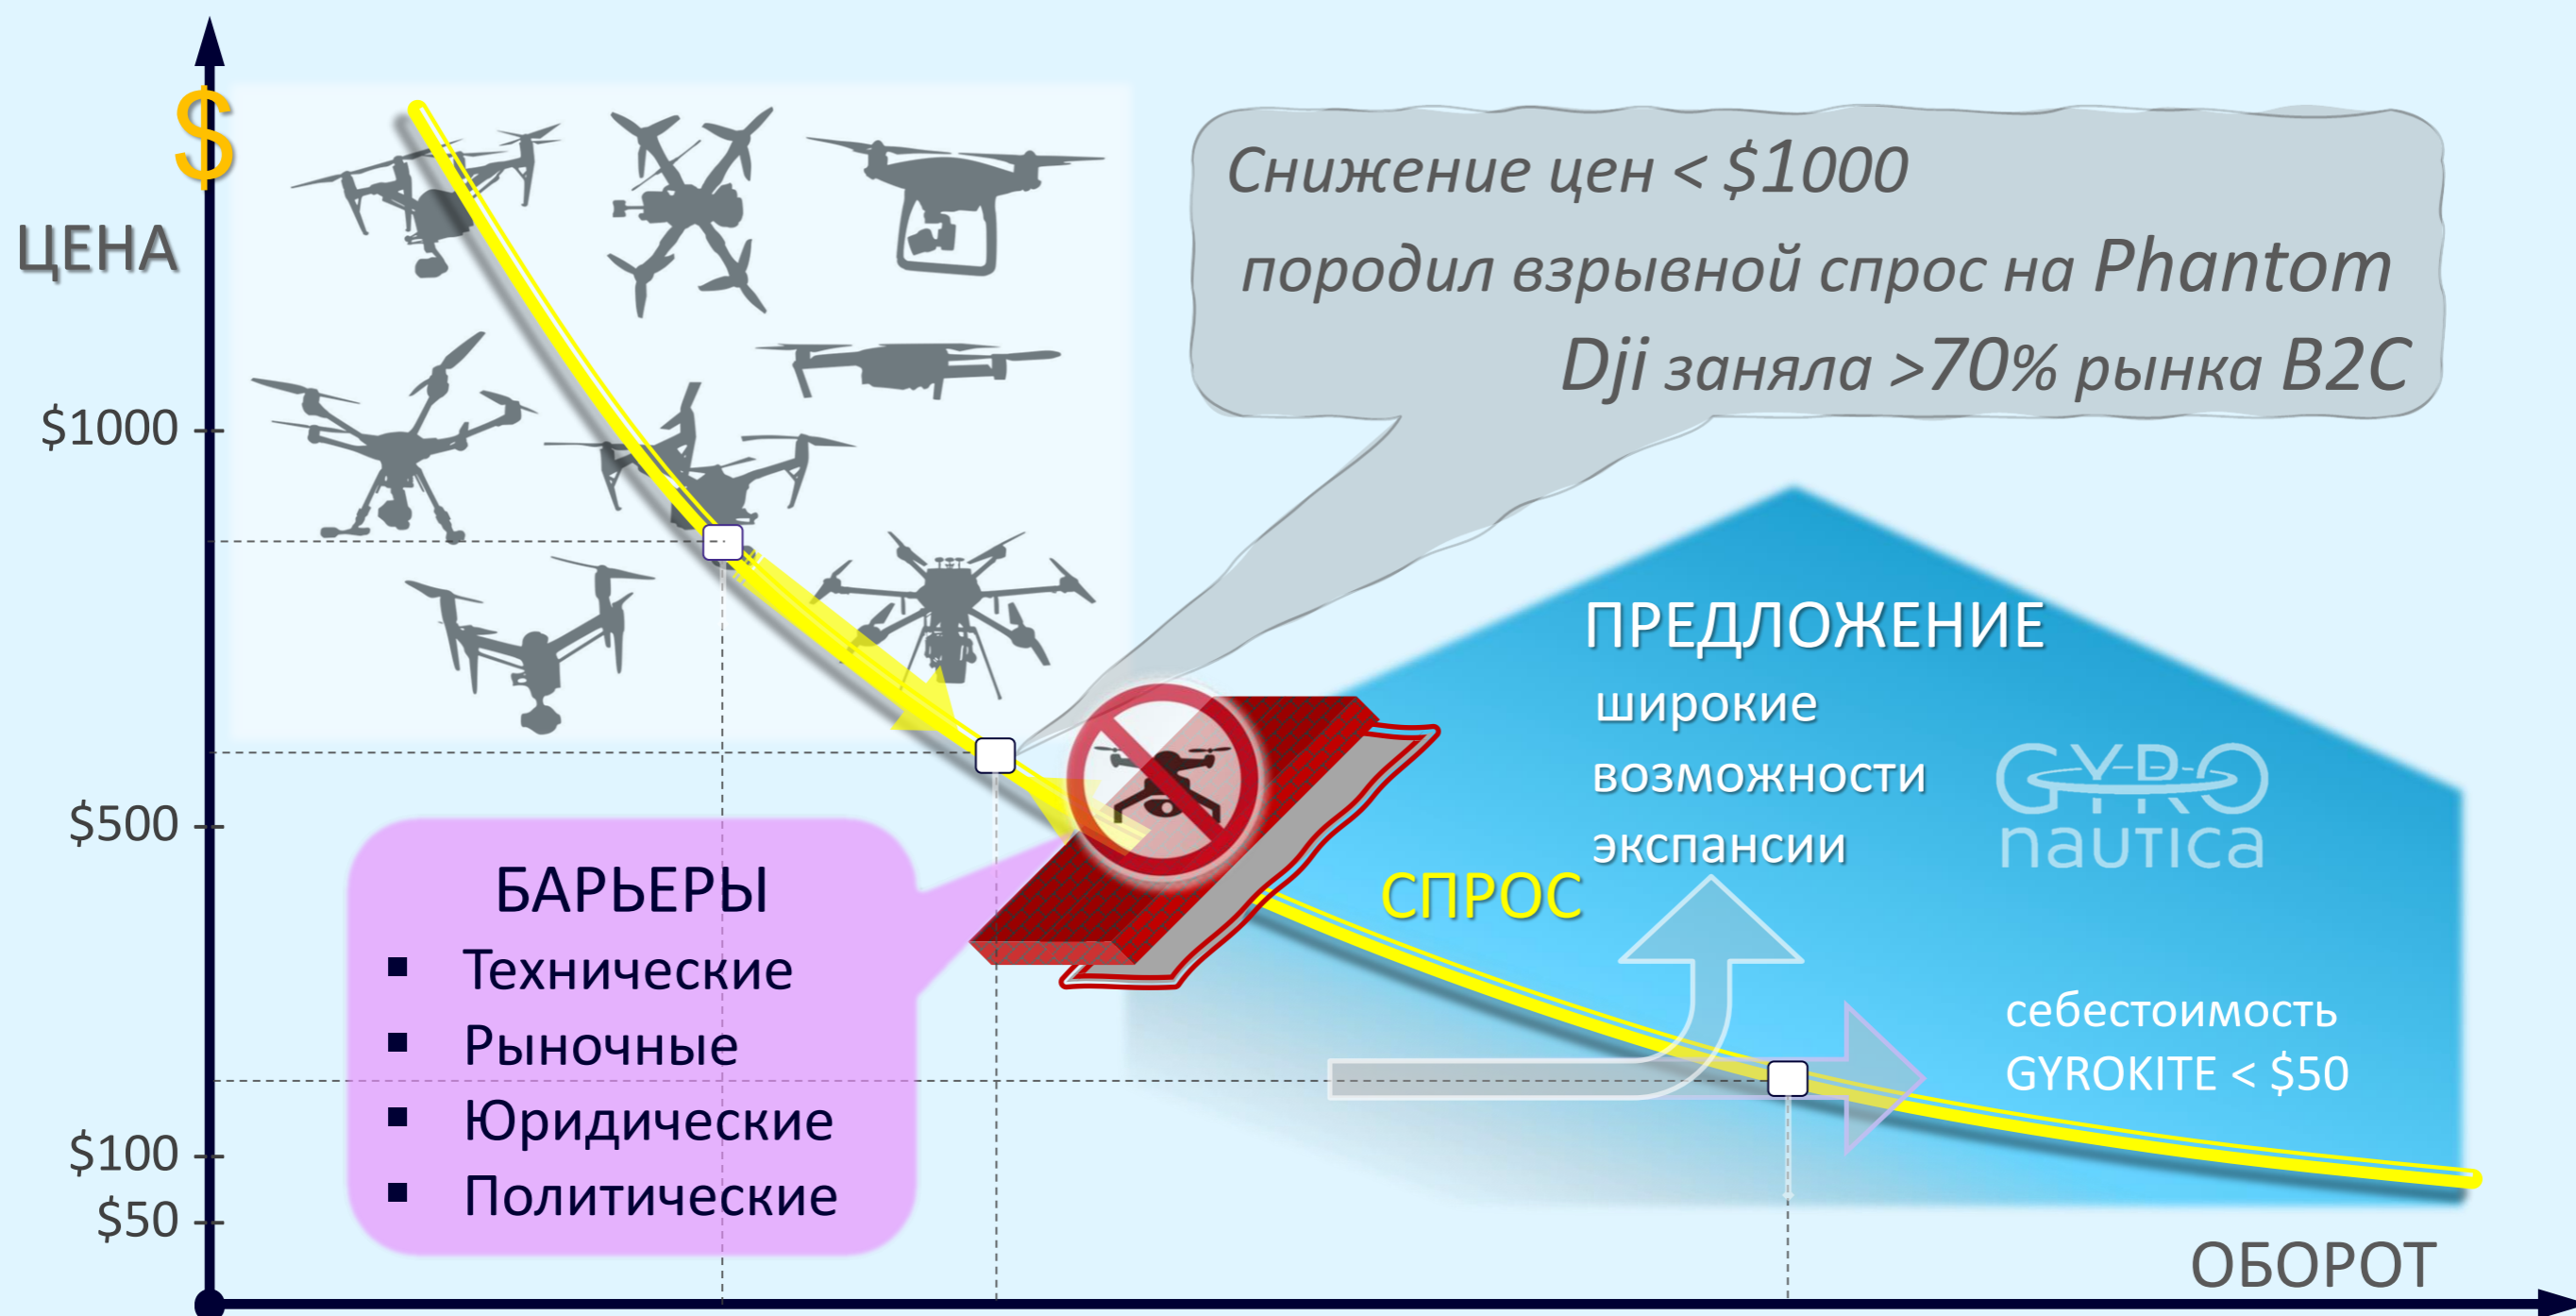 $
ЦЕНА
$1000
$500
$100
$50
Снижение цен < $1000
породил взрывной спрос на Phantom
Dji заняла >70% рынка B2C
БАРЬЕРЫ
▪ Технические
▪ Рыночные
▪ Юридические
▪ Политические
СПРОС
ПРЕДЛОЖЕНИЕ
широкие
возможности
экспансии
GYRO
nautica
себестоимость
GYROKITE < $50
ОБОРОТ